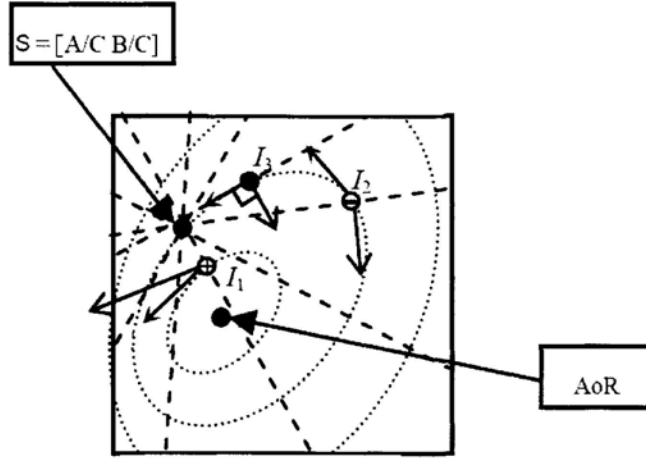 S = [A/C B/C]
I3
I2
I1
AoR